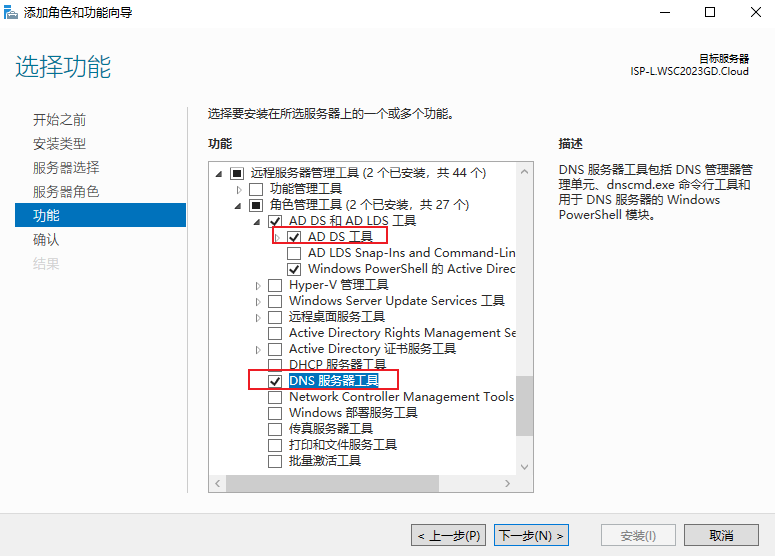 添加角色和功能向导
选择功能
目标服务器
ISP-L.WSC2023GD.Cloud
开始之前
安装类型
服务器选择
服务器角色
功能
确认
结果
选择要安装在所选服务器上的一个或多个功能。
功能
远程服务器管理工具 (2 个已安装，共 44 个)
功能管理工具
角色管理工具 (2 个已安装，共 27 个)
AD DS 和 AD LDS 工具
AD DS 工具
AD LDS Snap-Ins and Command-Lin
Windows PowerShell 的 Active Direc
Hyper-V 管理工具
Windows Server Update Services 工具
远程桌面服务工具
Active Directory Rights Management Se
Active Directory 证书服务工具
DHCP 服务器工具
DNS 服务器工具
Network Controller Management Tools
Windows 部署服务工具
传真服务器工具
打印和文件服务工具
批量激活工具
描述
DNS 服务器工具包括 DNS 管理器管
理单元、dnscmd.exe 命令行工具和
用于 DNS 服务器的 Windows
PowerShell 模块。
< 上一步(P)
下一步(N) >
安装(I)
取消